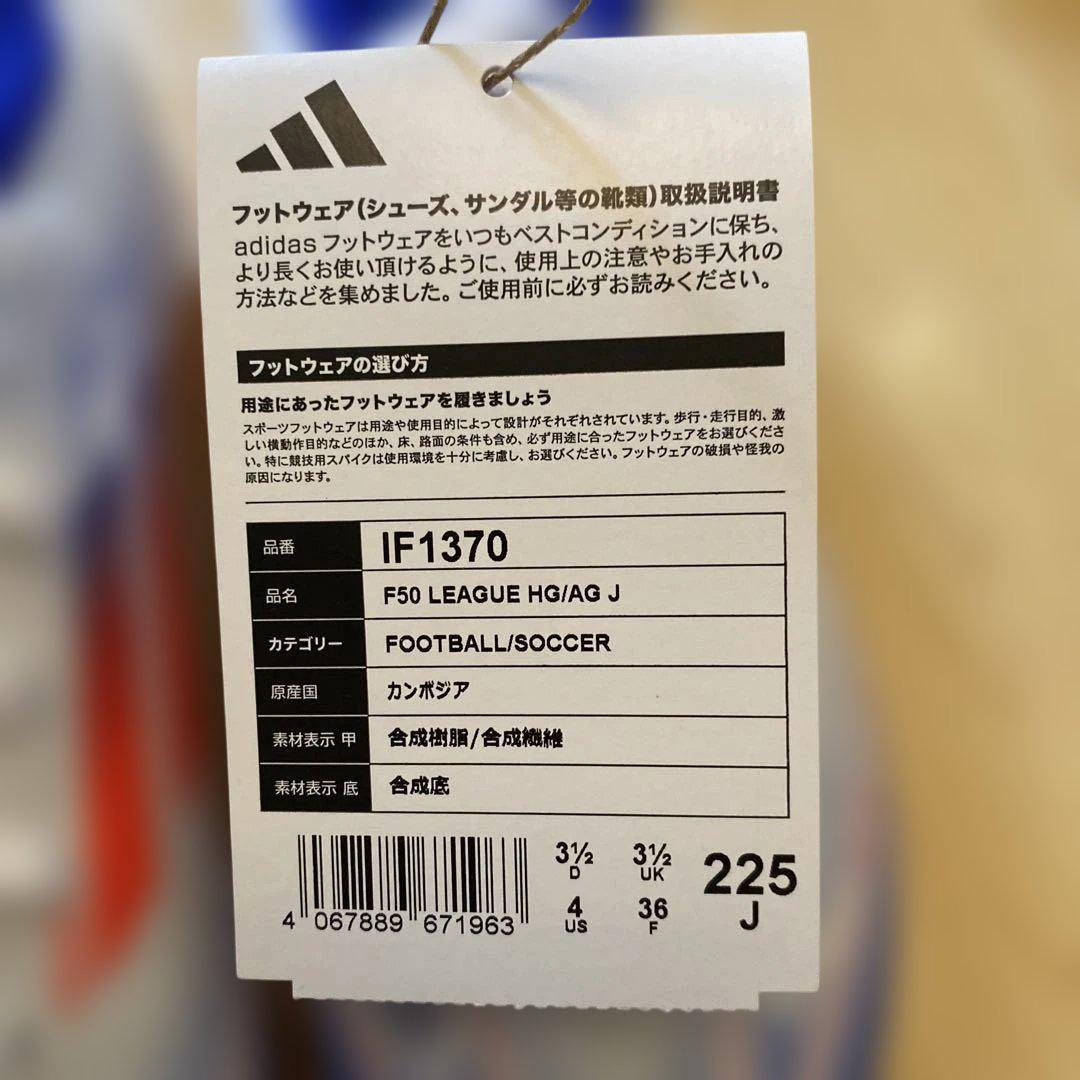 フットウェア(シューズ、サンダル等の靴類)取扱説明書
adidas フットウェアをいつもベストコンディションに保ち、
より長くお使い頂けるように、使用上の注意やお手入れの
方法などを集めました。ご使用前に必ずお読みください。
フットウェアの選び方
用途にあったフットウェアを履きましょう
スポーツフットウェアは用途や使用目的によって設計がそれぞれされています。歩行・走行目的、激
しい横動作目的などのほか、床、路面の条件も含め、必ず用途に合ったフットウェアをお選びくださ
い。特に競技用スパイクは使用環境を十分に考慮し、お選びください。フットウェアの破損や怪我の
原因になります。
品番 IF1370
品名 F50 LEAGUE HG/AG J
カテゴリー FOOTBALL/SOCCER
原産国 カンボジア
素材表示 甲 合成樹脂/合成繊維
素材表示 底 合成底
3½ 3½ 225
D UK J
4 36
US F
4 067889 671963